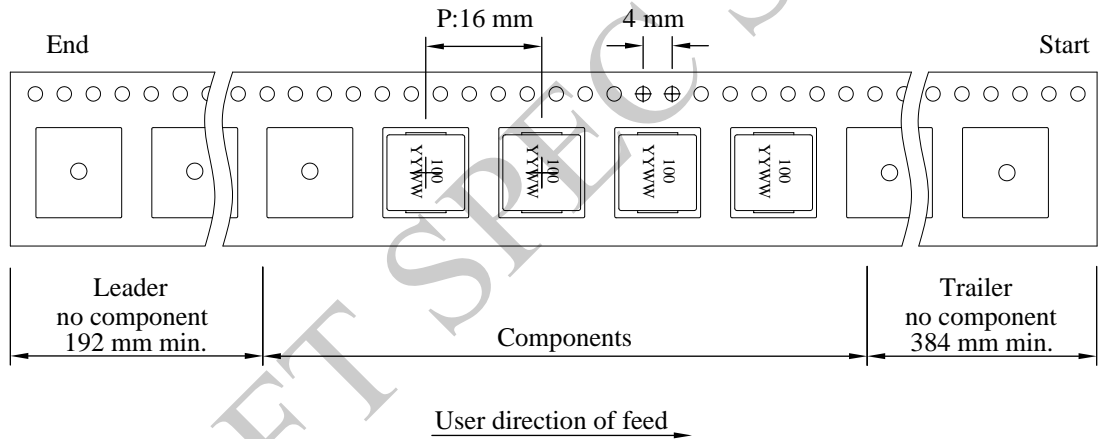 P:16 mm
4 mm
End
Start
100
YYWW
100
YYWW
100
YYWW
100
YYWW
Leader
no component
192 mm min.
Components
Trailer
no component
384 mm min.
User direction of feed